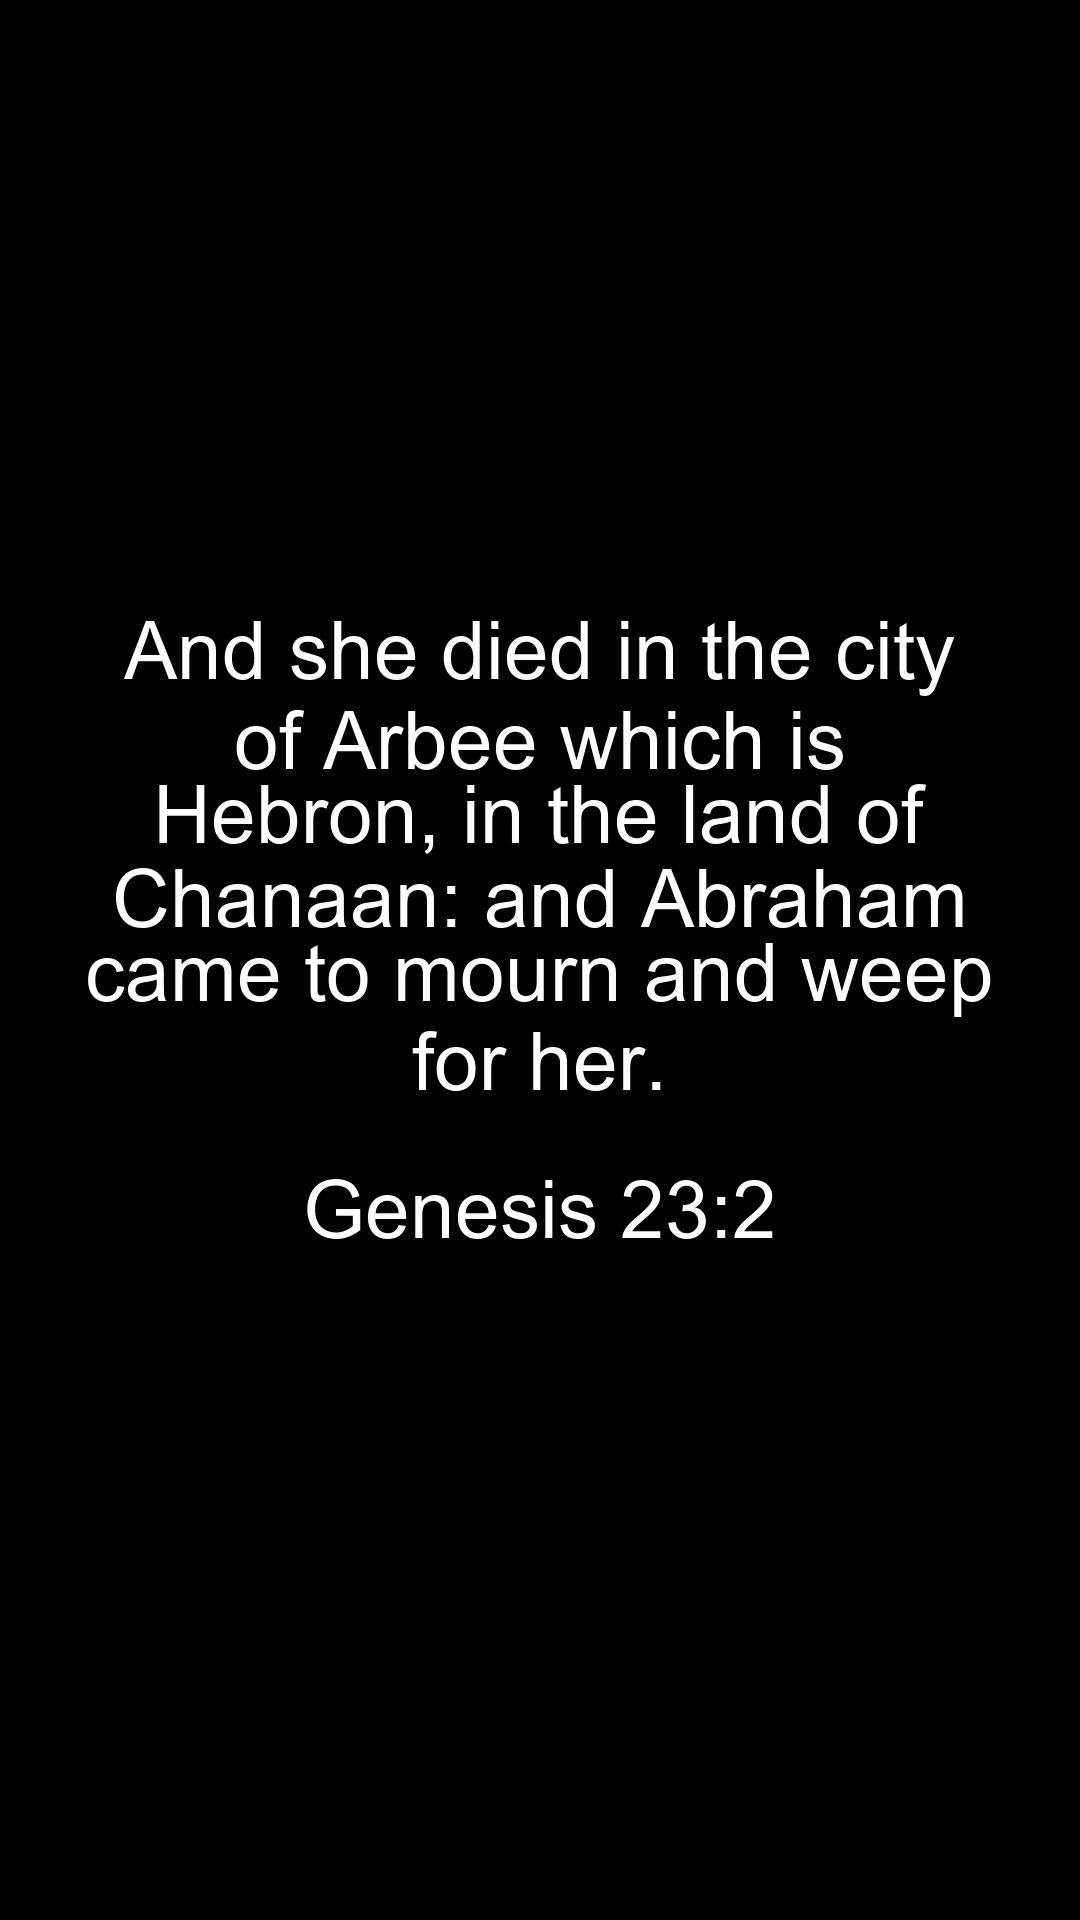 And she died in the city
of Arbee which is
Hebron, in the land of
Chanaan: and Abraham
came to mourn and weep
for her.
Genesis 23:2